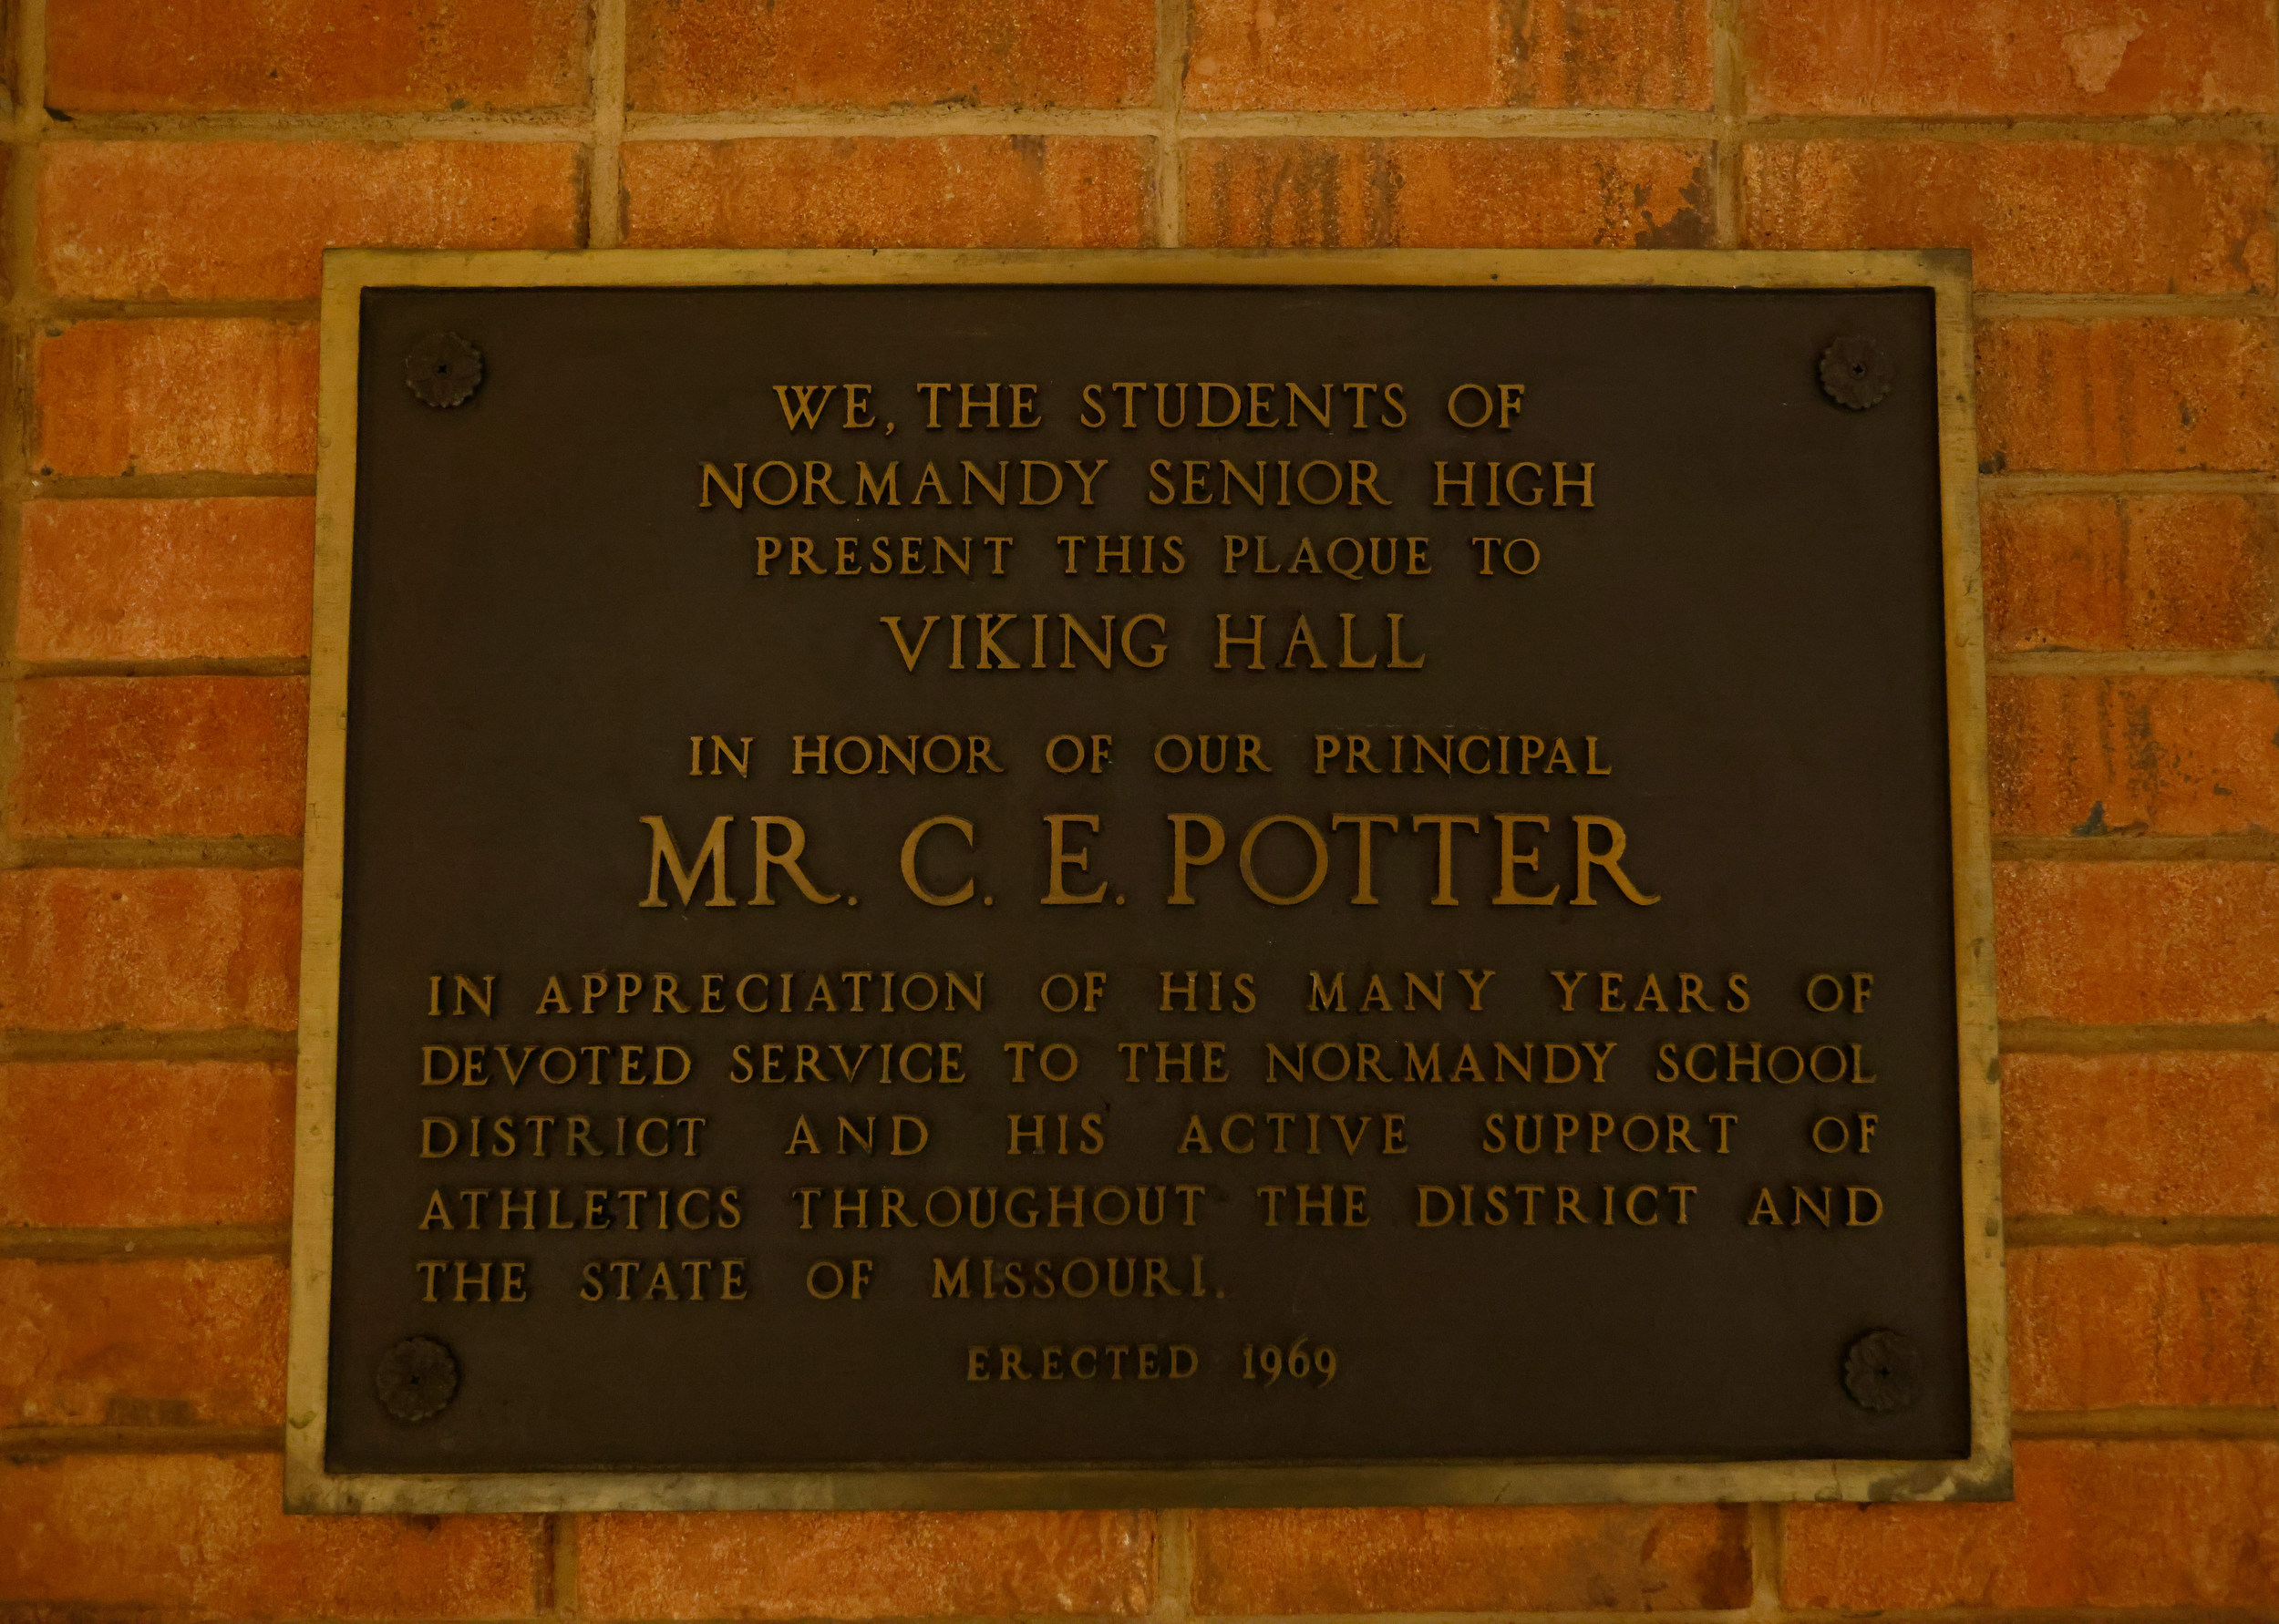 WE, THE STUDENTS OF
NORMANDY SENIOR HIGH
PRESENT THIS PLAQUE TO
VIKING HALL
IN HONOR OF OUR PRINCIPAL
MR. C. E. POTTER
IN APPRECIATION OF HIS MANY YEARS OF
DEVOTED SERVICE TO THE NORMANDY SCHOOL
DISTRICT AND HIS ACTIVE SUPPORT OF
ATHLETICS THROUGHOUT THE DISTRICT AND
THE STATE OF MISSOURI.
ERECTED 1969